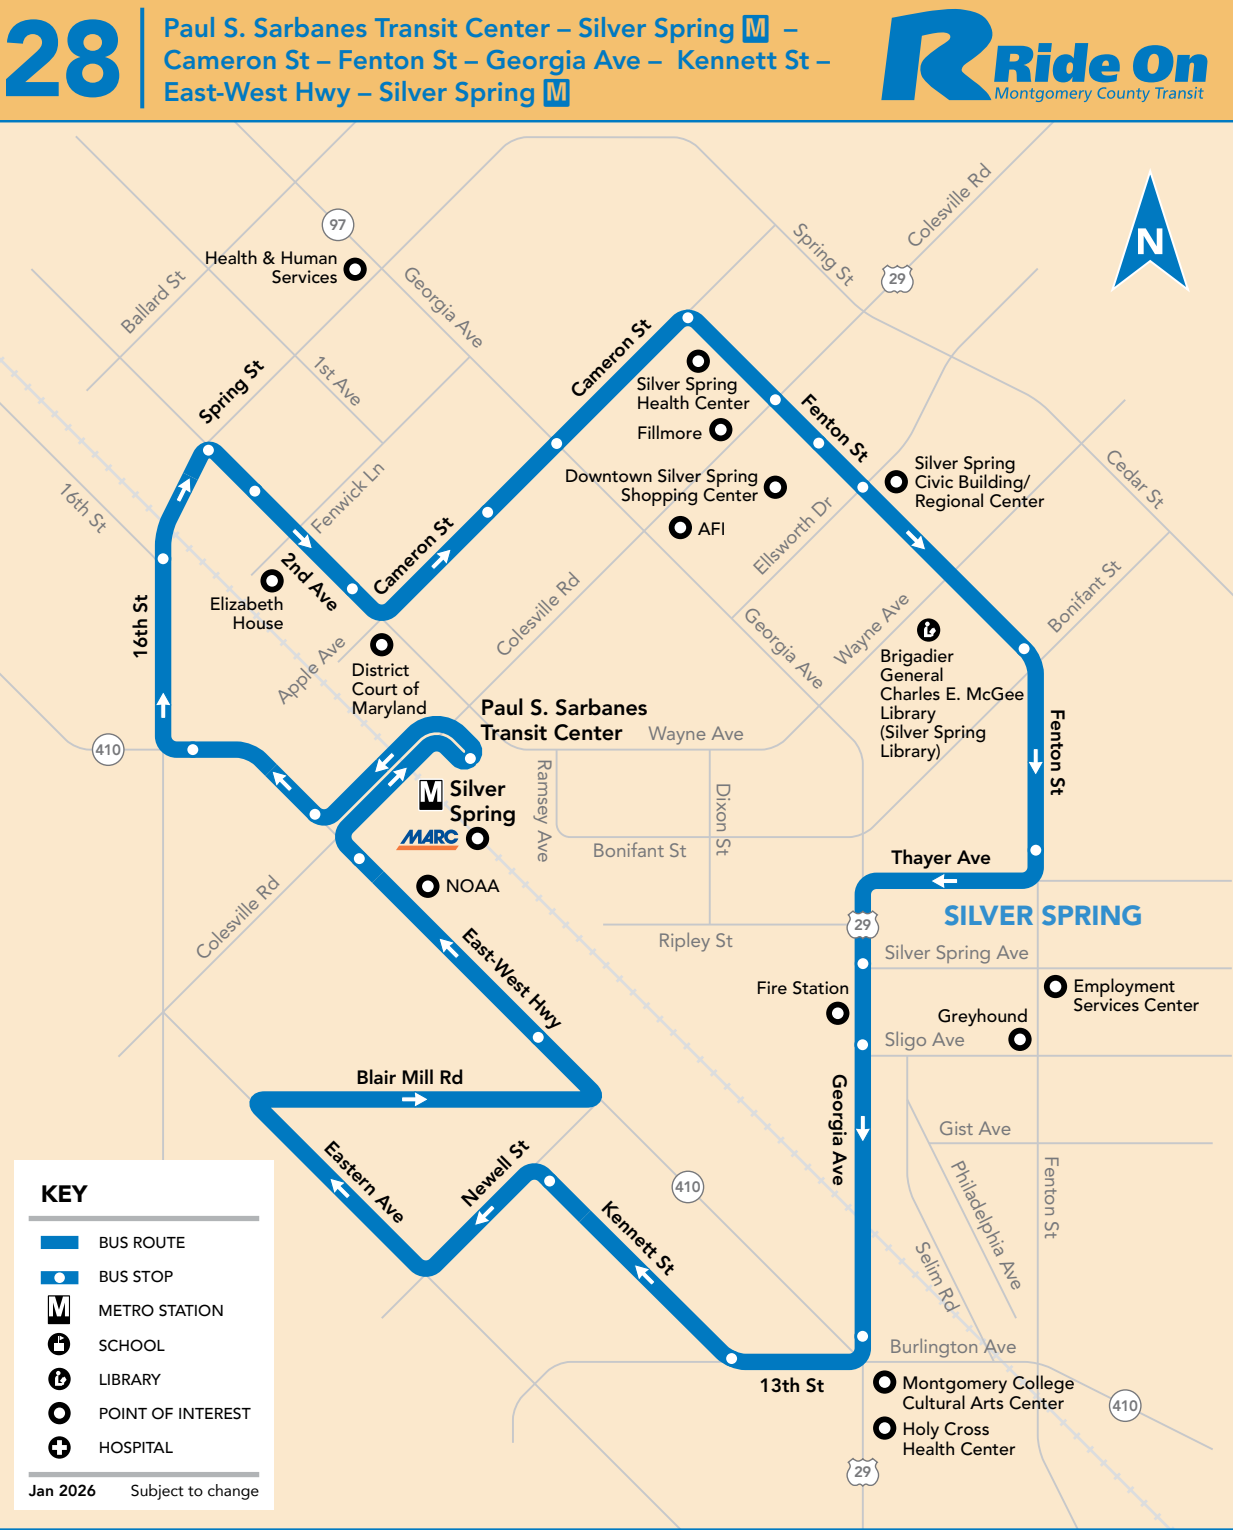 28
Paul S. Sarbanes Transit Center – Silver Spring M –
Cameron St – Fenton St – Georgia Ave – Kennett St –
East-West Hwy – Silver Spring M
Ride On
Montgomery County Transit
N
97
Health & Human
Services
Ballard St
Georgia Ave
Spring St
Colesville Rd
29
1st Ave
Spring St
Cameron St
Silver Spring
Health Center
Fillmore
Fenton St
Downtown Silver Spring
Shopping Center
AFI
Silver Spring
Civic Building/
Regional Center
Cedar St
16th St
Fenwick Ln
Cameron St
2nd Ave
Ellsworth Dr
Elizabeth
House
16th St
Apple Ave
Colesville Rd
Georgia Ave
Wayne Ave
Bonifant St
District
Court of
Maryland
Brigadier
General
Charles E. McGee
Library
(Silver Spring
Library)
Paul S. Sarbanes
Transit Center
Wayne Ave
410
Fenton St
M
Silver
Spring
MARC
Ramsey Ave
Dixon St
Bonifant St
Thayer Ave
NOAA
Colesville Rd
SILVER SPRING
29
Ripley St
Silver Spring Ave
East-West Hwy
Fire Station
Employment
Services Center
Greyhound
Sligo Ave
Blair Mill Rd
Georgia Ave
Gist Ave
Eastern Ave
Newell St
410
Kennett St
Philadelphia Ave
Fenton St
Selim Rd
Burlington Ave
13th St
Montgomery College
Cultural Arts Center
410
Holy Cross
Health Center
29
KEY
BUS ROUTE
BUS STOP
M
METRO STATION
SCHOOL
LIBRARY
POINT OF INTEREST
HOSPITAL
Jan 2026 Subject to change